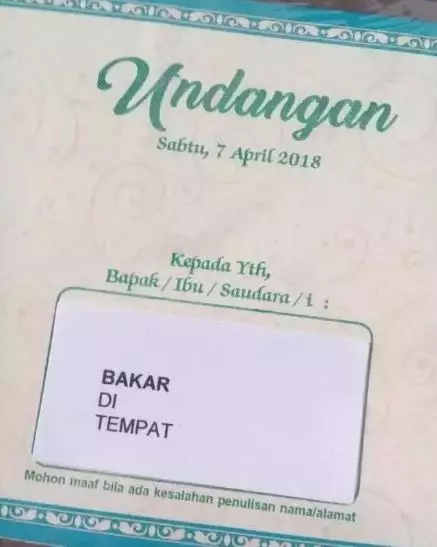 Undangan
Sabtu, 7 April 2018
Kepada Yth,
Bapak / Ibu / Saudara / i :
BAKAR
DI
TEMPAT
Mohon maaf bila ada kesalahan penulisan nama/alamat